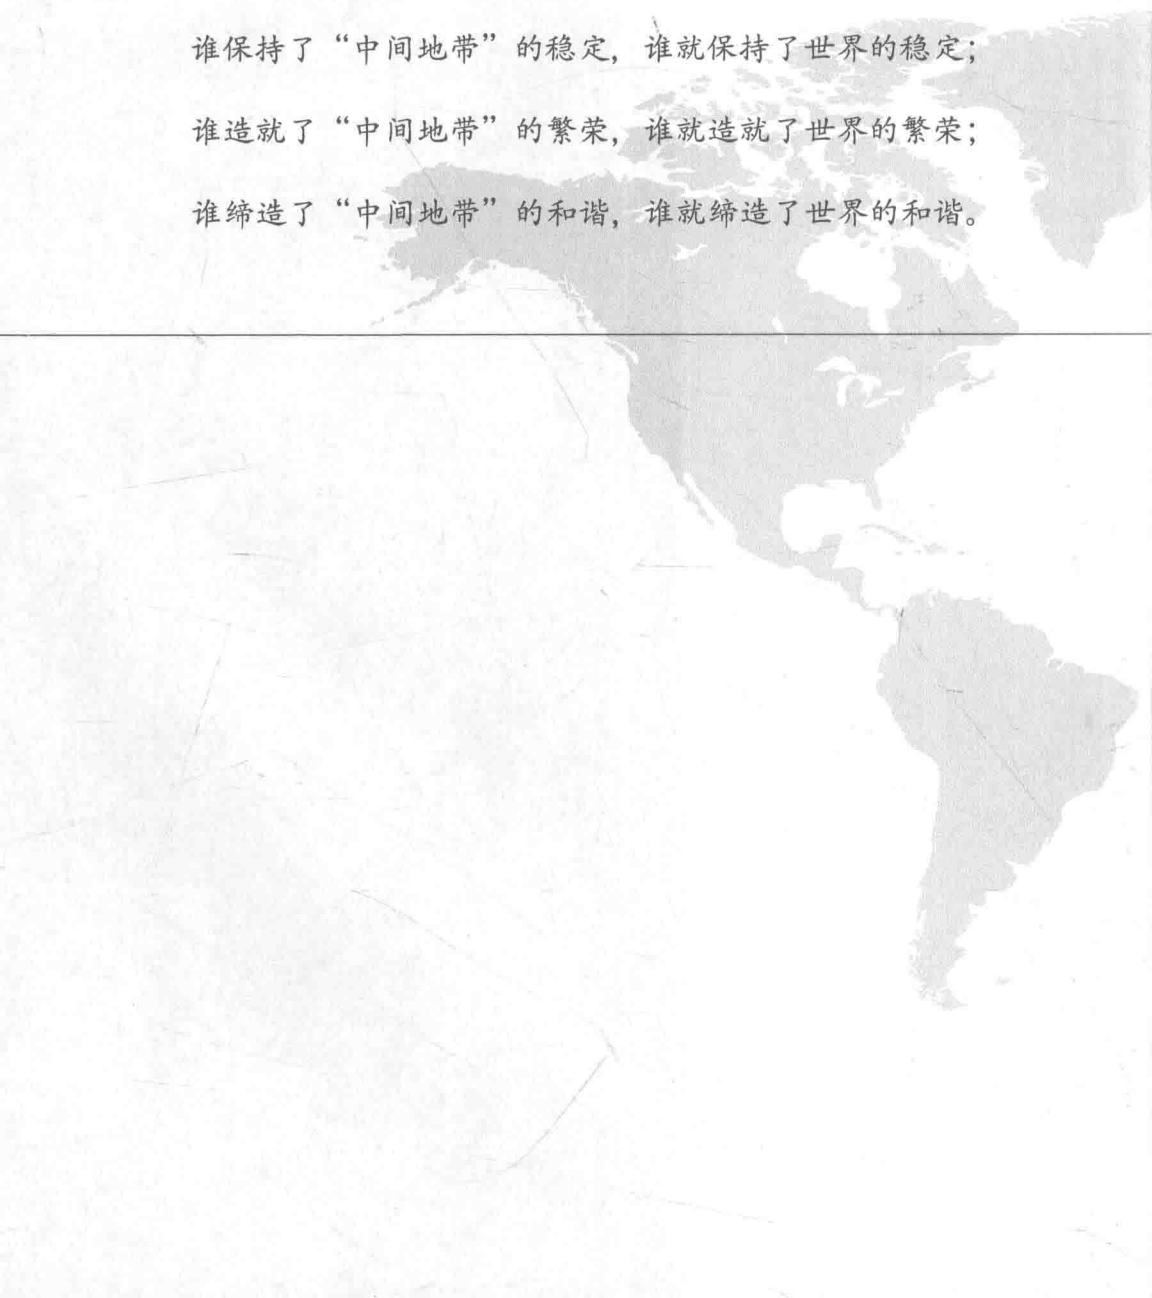 谁保持了“中间地带”的稳定，谁就保持了世界的稳定；
谁造就了“中间地带”的繁荣，谁就造就了世界的繁荣；
谁缔造了“中间地带”的和谐，谁就缔造了世界的和谐。